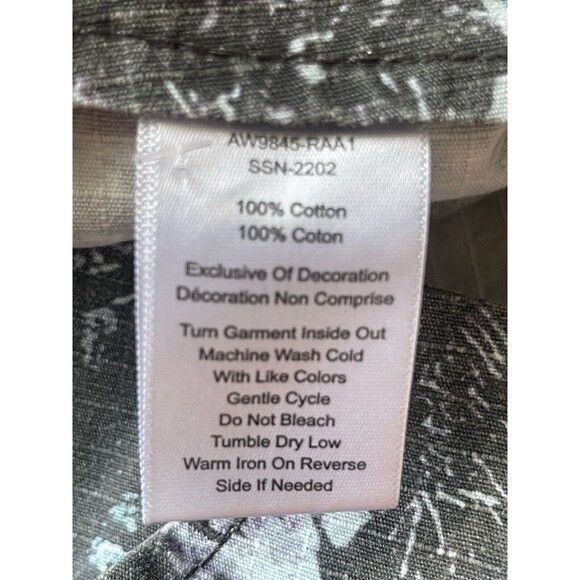 AW9845-RAA1
SSN-2202
100% Cotton
100% Coton
Exclusive Of Decoration
Décoration Non Comprise
Turn Garment Inside Out
Machine Wash Cold
With Like Colors
Gentle Cycle
Do Not Bleach
Tumble Dry Low
Warm Iron On Reverse
Side If Needed